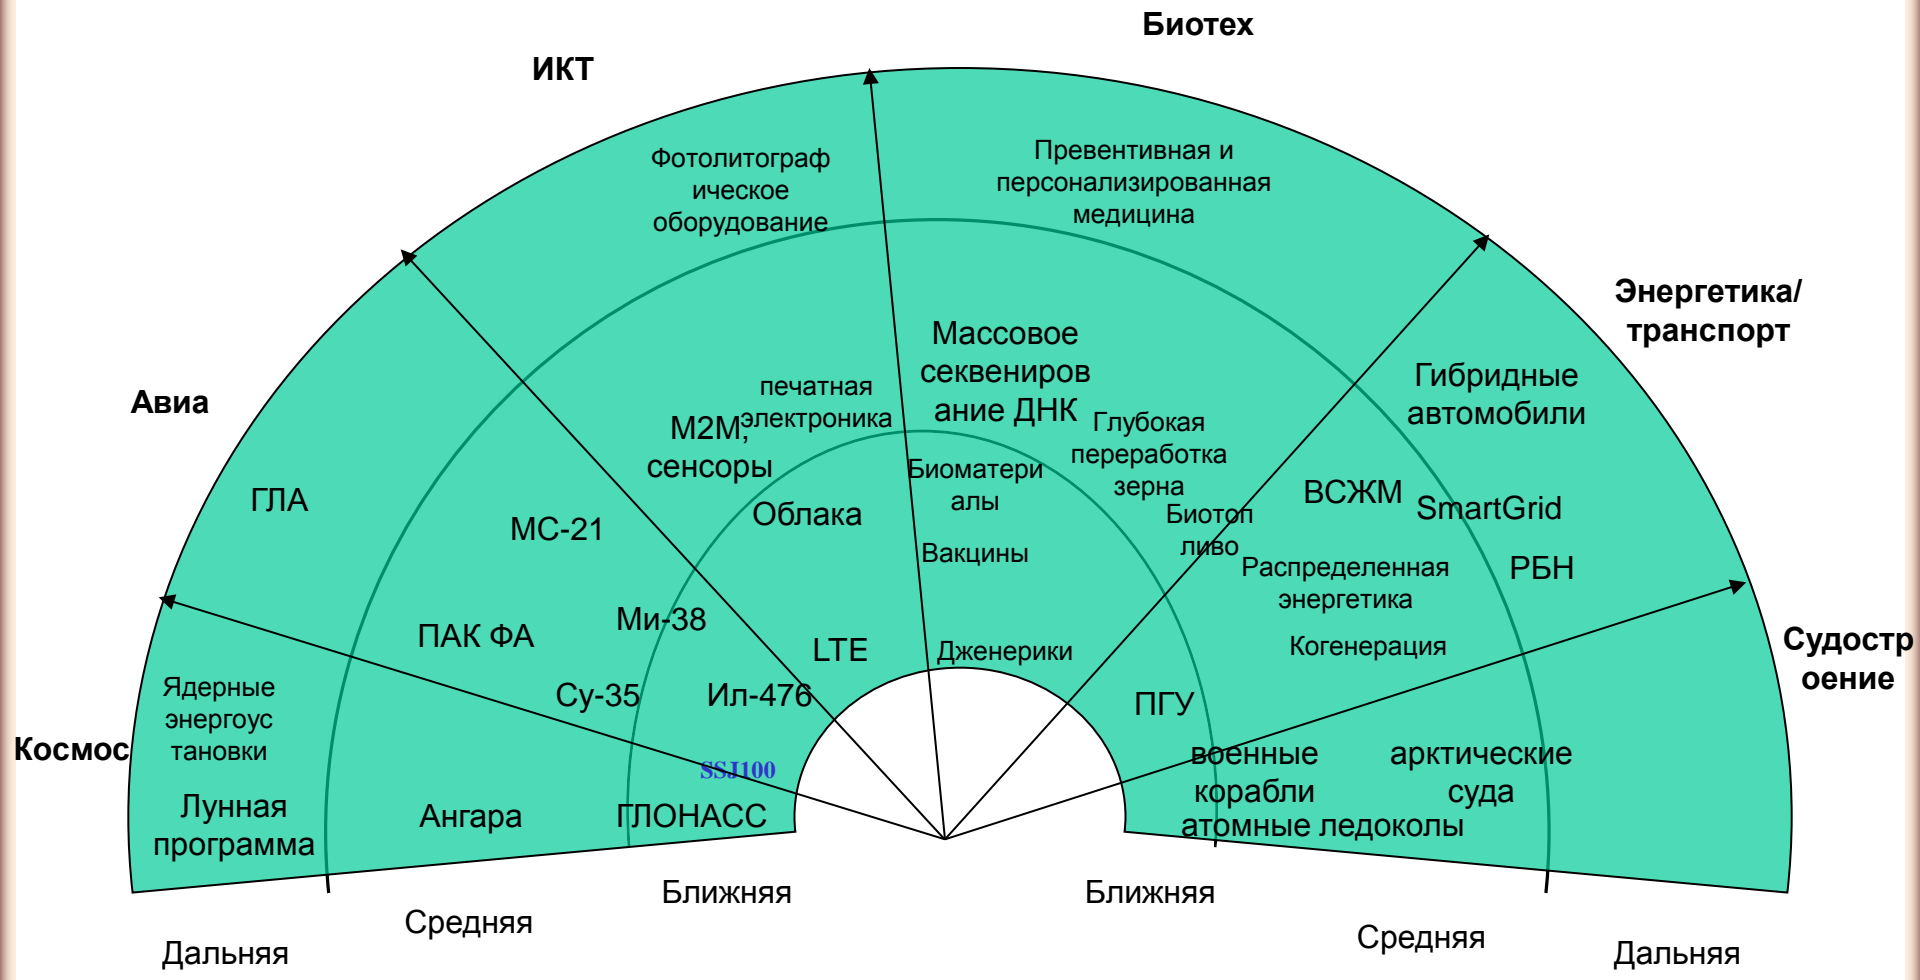 Биотех
ИКТ
Фотолитограф
ическое
оборудование
Превентивная и
персонализированная
медицина
Энергетика/
транспорт
Авиа
Массовое
секвениров
ание ДНК
печатная
электроника
М2М,
сенсоры
Гибридные
автомобили
Глубокая
переработка
зерна
Биоматери
алы
ГЛА
МС-21
Облака
Вакцины
Биотоп
ливо
ВСЖМ
SmartGrid
Распределенная
энергетика
РБН
ПАК ФА
Ми-38
LTE
Дженерики
Когенерация
Судостр
оение
Ядерные
энергоус
тановки
Су-35
Ил-476
ПГУ
Космос
SSJ100
военные
корабли
арктические
суда
Лунная
программа
Ангара
ГЛОНАСС
атомные ледоколы
Ближняя
Ближняя
Средняя
Средняя
Дальняя
Дальняя